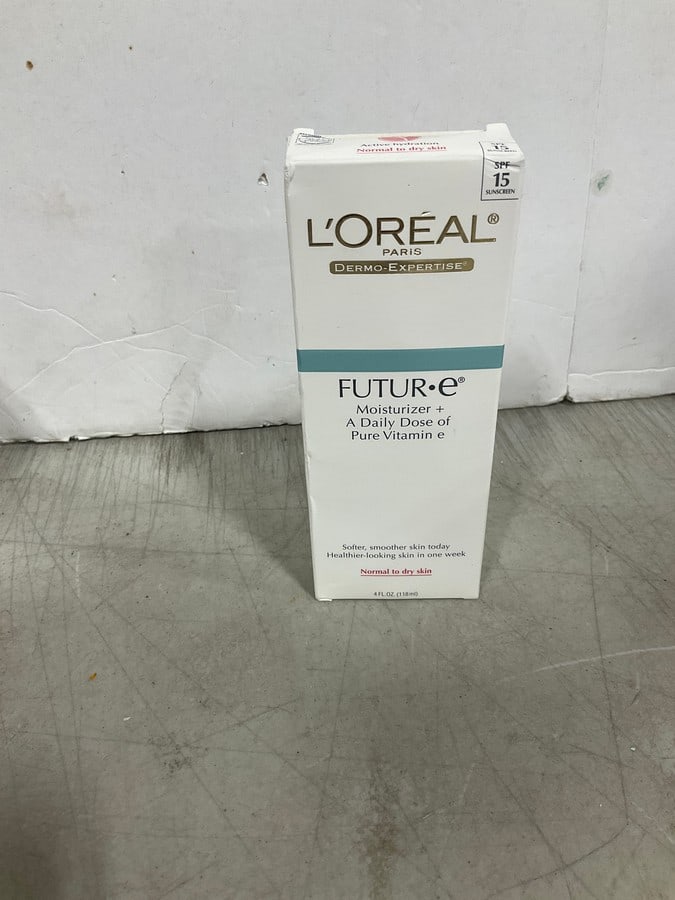 Active hydration
Normal to dry skin
15
SPF
15
SUNSCREEN
L'ORÉAL®
PARIS
DERMO-EXPERTISE®
FUTUR•e®
Moisturizer +
A Daily Dose of
Pure Vitamin e
Softer, smoother skin today
Healthier-looking skin in one week
Normal to dry skin
4 FL. OZ. (118ml)